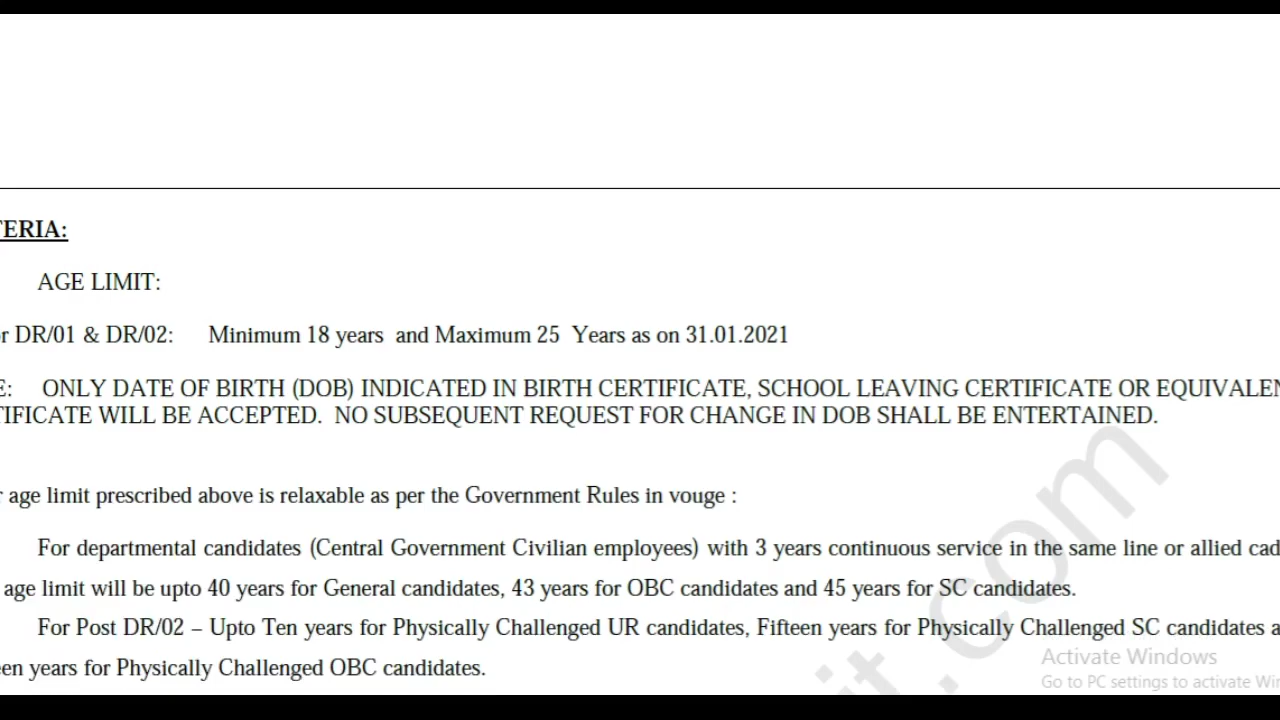 TERIA:
AGE LIMIT:
or DR/01 & DR/02: Minimum 18 years and Maximum 25 Years as on 31.01.2021
E: ONLY DATE OF BIRTH (DOB) INDICATED IN BIRTH CERTIFICATE, SCHOOL LEAVING CERTIFICATE OR EQUIVALEN
TIFICATE WILL BE ACCEPTED. NO SUBSEQUENT REQUEST FOR CHANGE IN DOB SHALL BE ENTERTAINED.
r age limit prescribed above is relaxable as per the Government Rules in vouge :
For departmental candidates (Central Government Civilian employees) with 3 years continuous service in the same line or allied cad
age limit will be upto 40 years for General candidates, 43 years for OBC candidates and 45 years for SC candidates.
For Post DR/02 – Upto Ten years for Physically Challenged UR candidates, Fifteen years for Physically Challenged SC candidates a
een years for Physically Challenged OBC candidates.
it.com
Activate Windows
Go to PC settings to activate Win